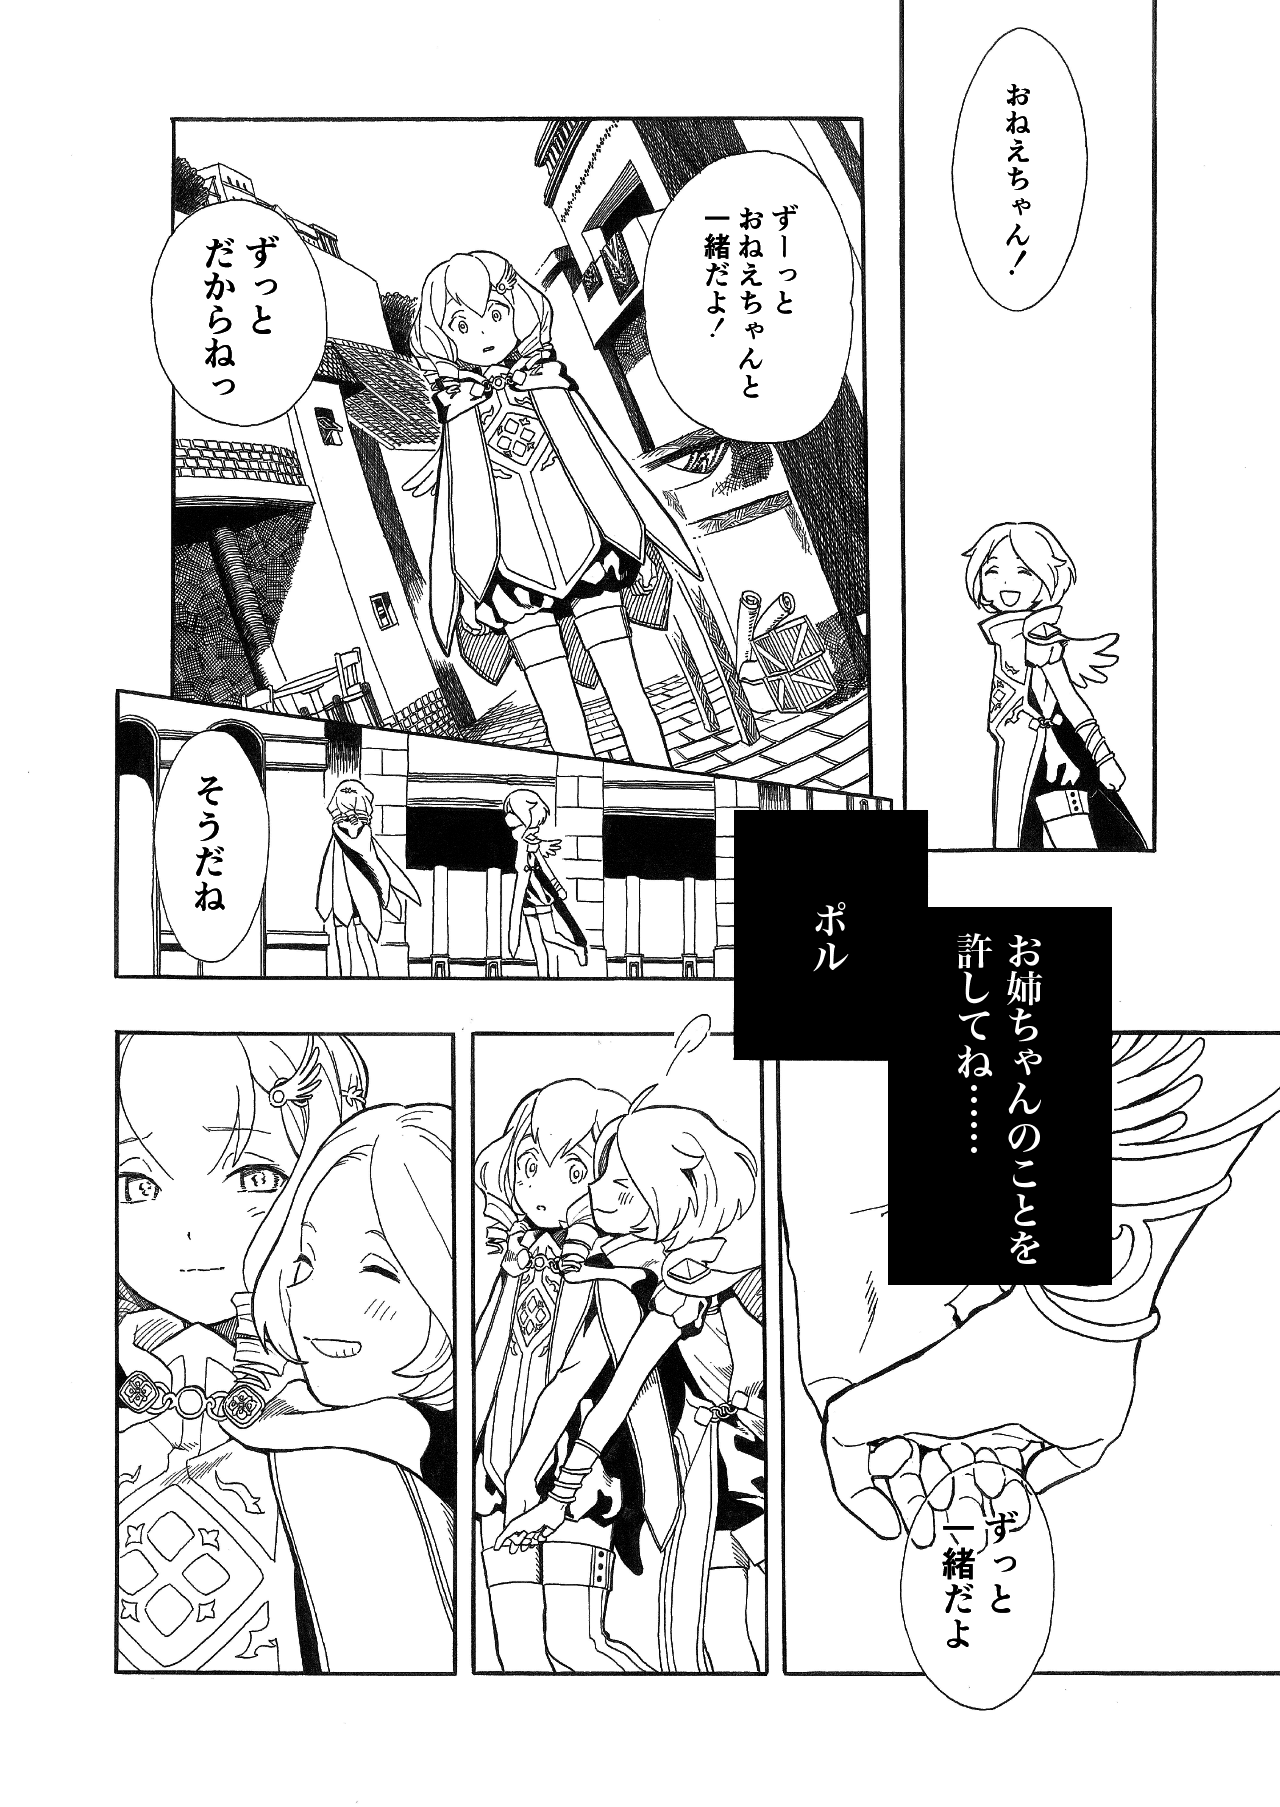 おねえちゃん！
ずーっと
おねえちゃんと
一緒だよ！
ずっと
だからねっ
そうだね
ポル
お姉ちゃんのことを
許してね……
ずっと
一緒だよ